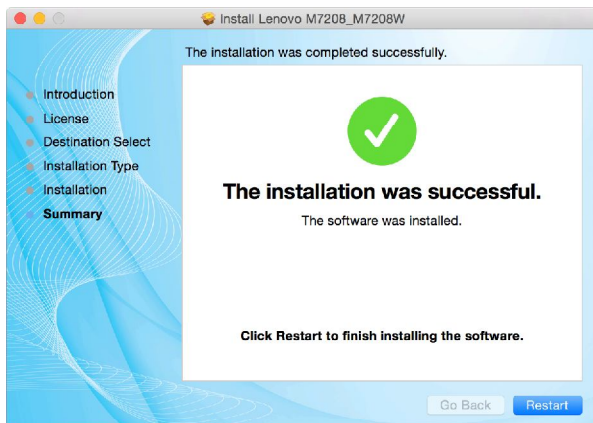 Install Lenovo M7208_M7208W
The installation was completed successfully.
Introduction
License
Destination Select
Installation Type
Installation
Summary
The installation was successful.
The software was installed.
Click Restart to finish installing the software.
Go Back
Restart